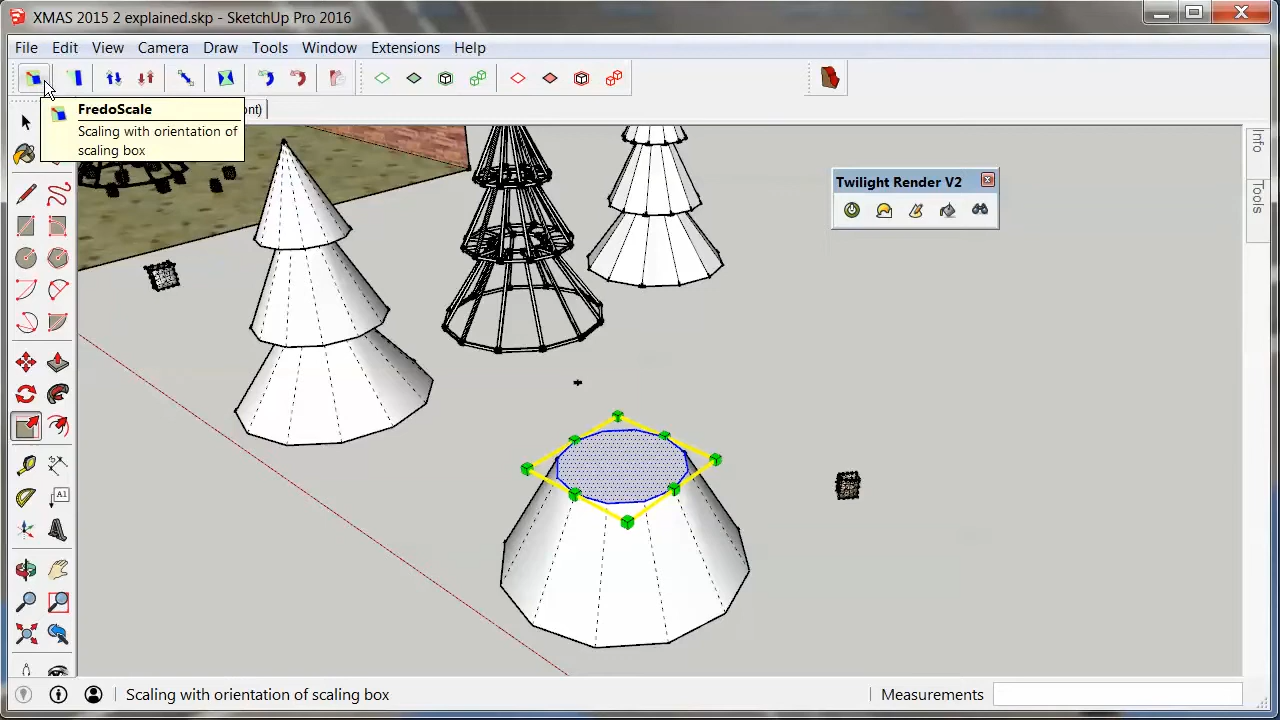 XMAS 2015 2 explained.skp - SketchUp Pro 2016
File Edit View Camera Draw Tools Window Extensions Help
FredoScale
Scaling with orientation of
scaling box
ont)
Info
Tools
Twilight Render V2
A1
Scaling with orientation of scaling box
Measurements